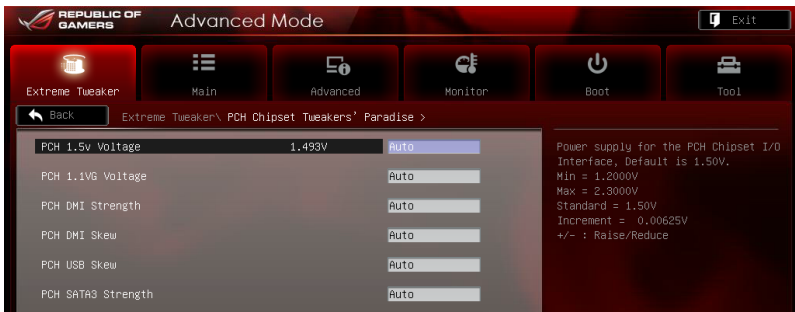 REPUBLIC OF
GAMERS
Advanced Mode
Exit
Extreme Tweaker
Main
Advanced
Monitor
Boot
Tool
Back
Extreme Tweaker\ PCH Chipset Tweakers' Paradise >
PCH 1.5v Voltage 1.493V Auto
PCH 1.1VG Voltage Auto
PCH DMI Strength Auto
PCH DMI Skew Auto
PCH USB Skew Auto
PCH SATA3 Strength Auto
Power supply for the PCH Chipset I/O
Interface, Default is 1.50V.
Min = 1.2000V
Max = 2.3000V
Standard = 1.50V
Increment = 0.00625V
+/- : Raise/Reduce